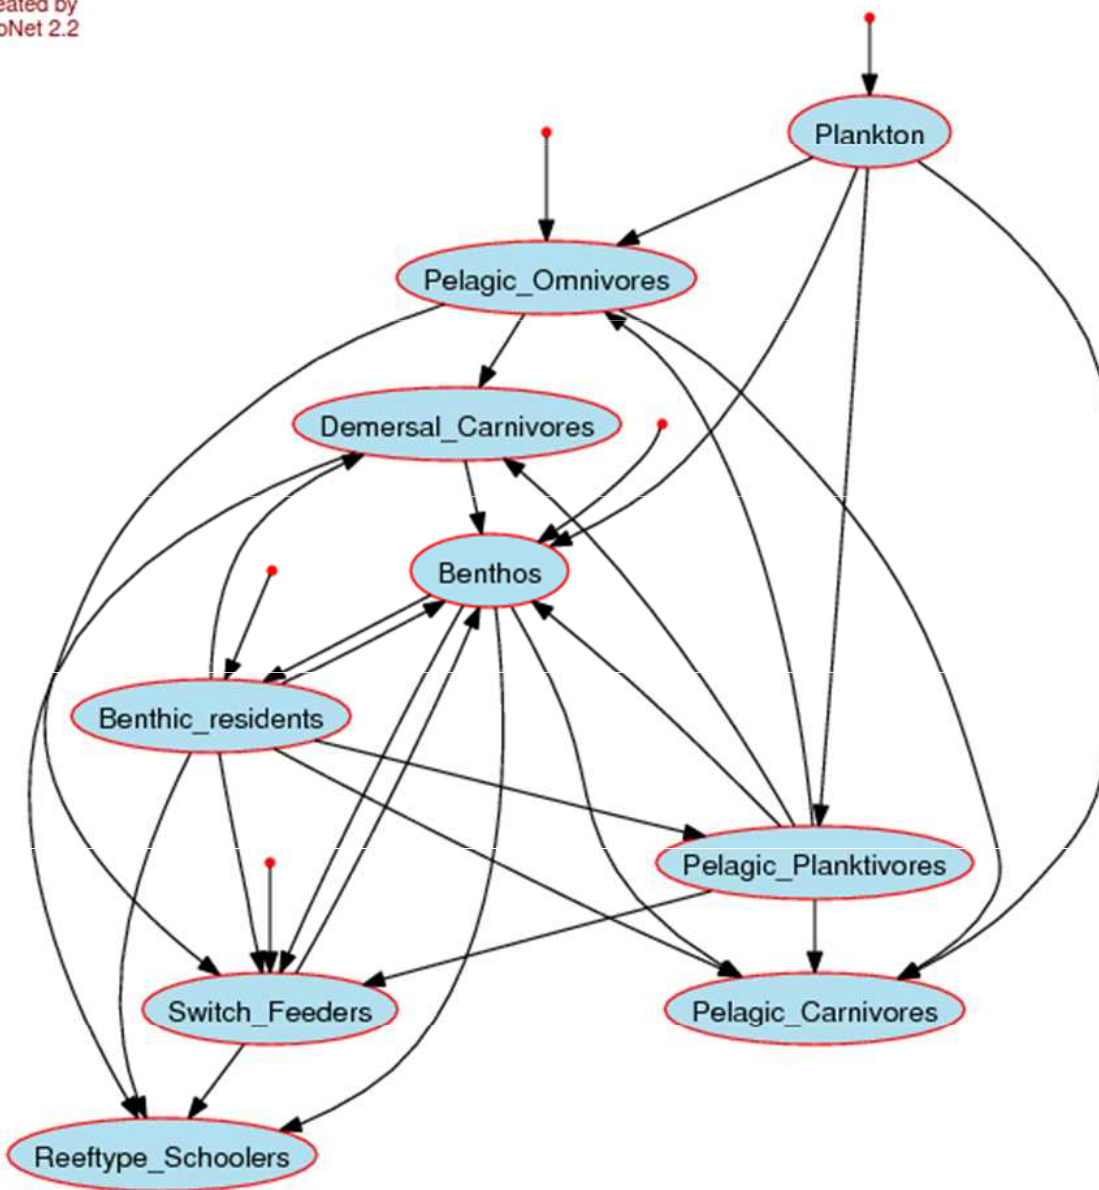 eated by
oNet 2.2
Plankton
Pelagic_Omnivores
Demersal_Carnivores
Benthos
Benthic_residents
Pelagic_Planktivores
Switch_Feeders
Pelagic_Carnivores
Reeftype_Schoolers